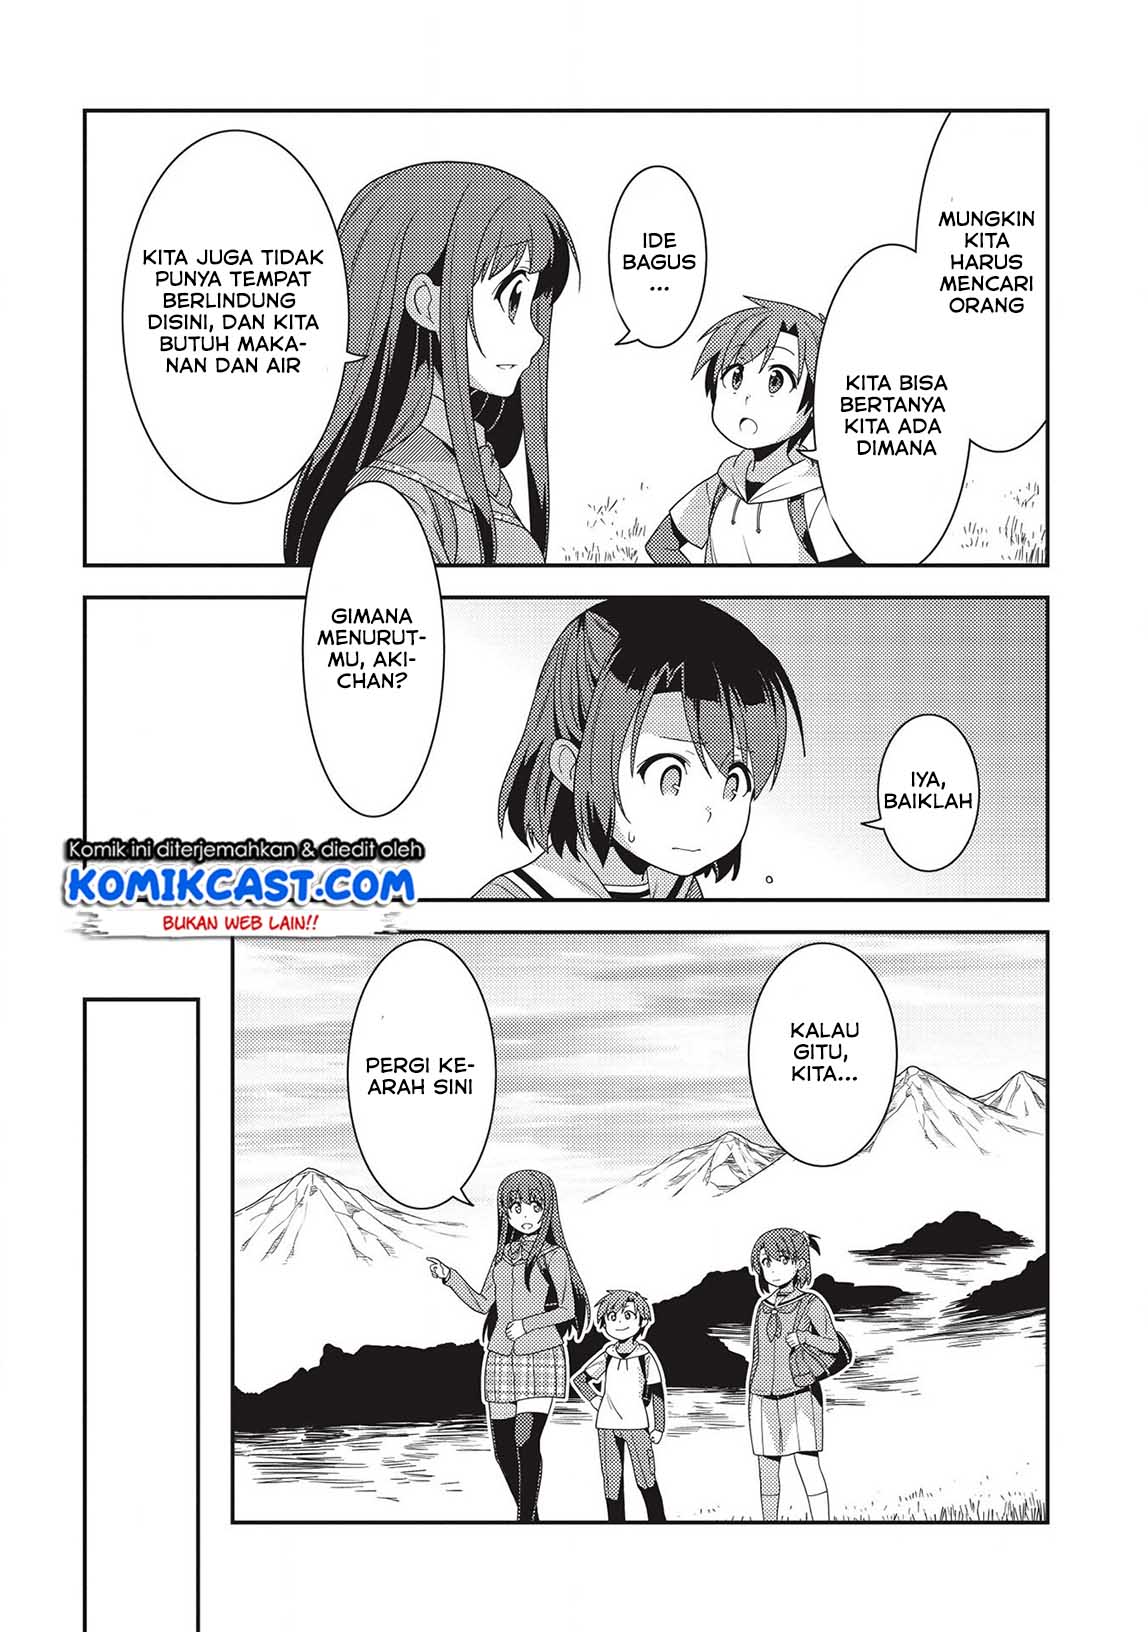 MUNGKIN
KITA
HARUS
MENCARI
ORANG
KITA BISA
BERTANYA
KITA ADA
DIMANA
IDE
BAGUS
...
KITA JUGA TIDAK
PUNYA TEMPAT
BERLINDUNG
DISINI, DAN KITA
BUTUH MAKA-
NAN DAN AIR
GIMANA
MENURUT-
MU, AKI-
CHAN?
IYA,
BAIKLAH
Komik ini diterjemahkan & diedit oleh
KOMIKCAST.COM
BUKAN WEB LAIN!!
KALAU
GITU,
KITA...
PERGI KE-
ARAH SINI